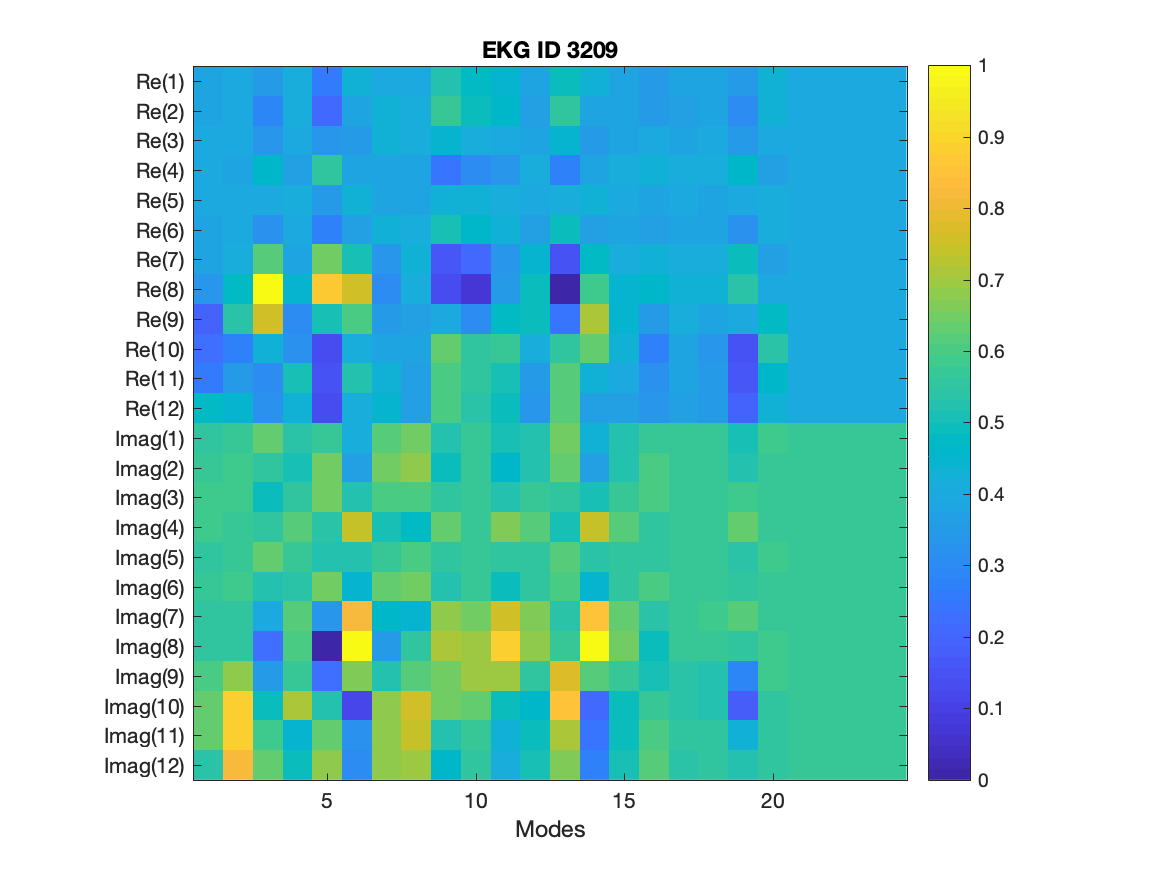 EKG ID 3209
Re(1)
Re(2)
Re(3)
Re(4)
Re(5)
Re(6)
Re(7)
Re(8)
Re(9)
Re(10)
Re(11)
Re(12)
Imag(1)
Imag(2)
Imag(3)
Imag(4)
Imag(5)
Imag(6)
Imag(7)
Imag(8)
Imag(9)
Imag(10)
Imag(11)
Imag(12)
5 10 15 20
Modes
1
0.9
0.8
0.7
0.6
0.5
0.4
0.3
0.2
0.1
0